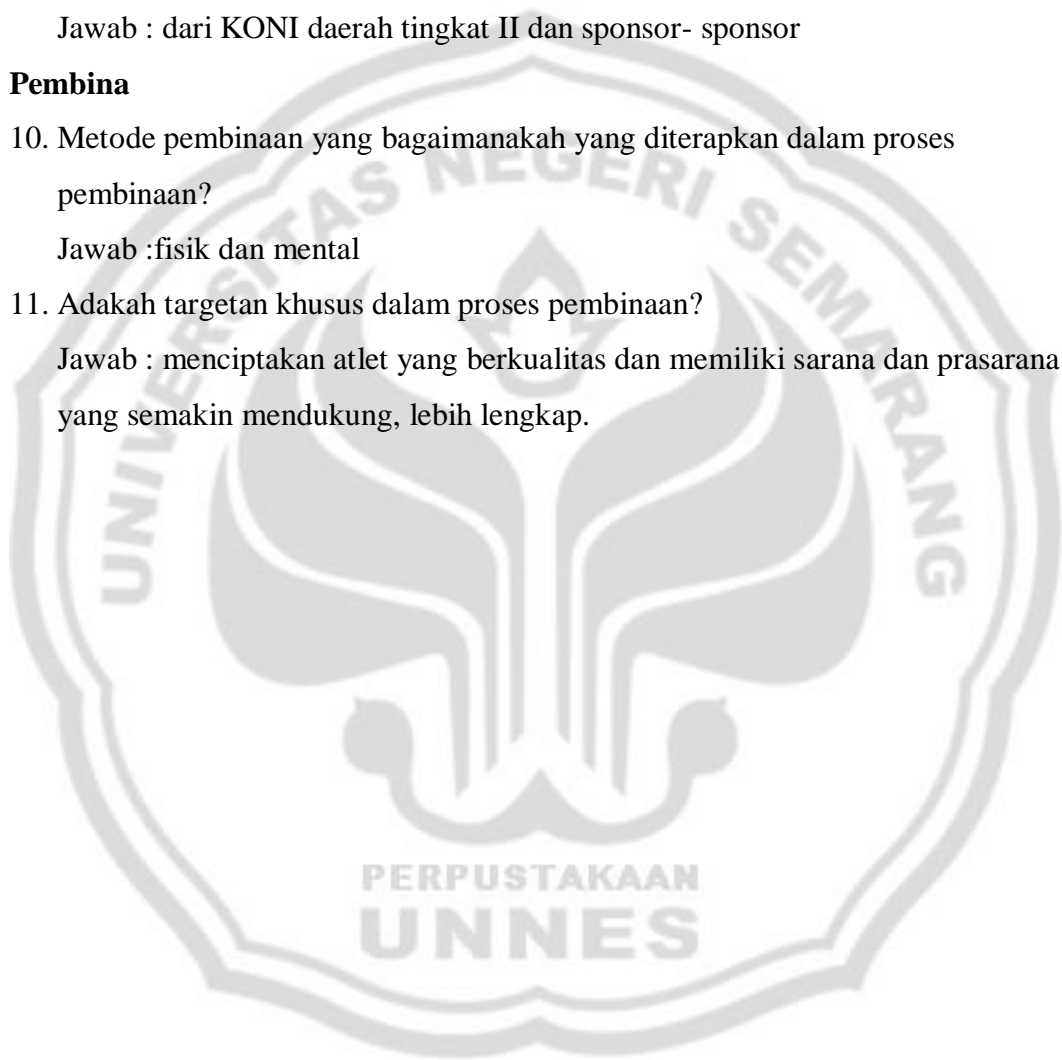 Jawab : dari KONI daerah tingkat II dan sponsor- sponsor
Pembina
10. Metode pembinaan yang bagaimanakah yang diterapkan dalam proses
pembinaan?
Jawab :fisik dan mental
11. Adakah targetan khusus dalam proses pembinaan?
Jawab : menciptakan atlet yang berkualitas dan memiliki sarana dan prasarana
yang semakin mendukung, lebih lengkap.
UNIVERSITAS NEGERI SEMARANG
PERPUSTAKAAN
UNNES